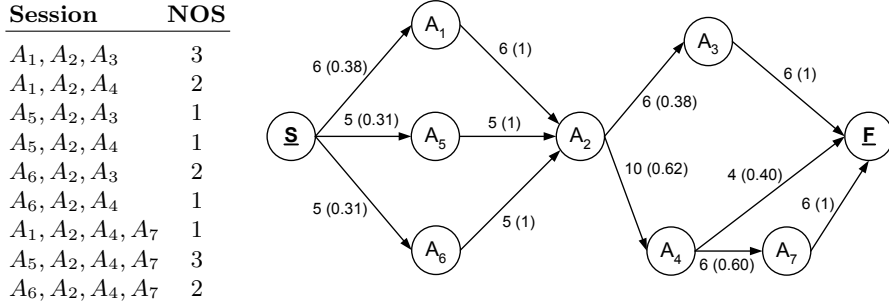 Session NOS
A₁, A₂, A₃ 3
A₁, A₂, A₄ 2
A₅, A₂, A₃ 1
A₅, A₂, A₄ 1
A₆, A₂, A₃ 2
A₆, A₂, A₄ 1
A₁, A₂, A₄, A₇ 1
A₅, A₂, A₄, A₇ 3
A₆, A₂, A₄, A₇ 2
S
6 (0.38)
5 (0.31)
5 (0.31)
A₁
A₅
A₆
6 (1)
5 (1)
5 (1)
A₂
6 (0.38)
10 (0.62)
A₃
A₄
6 (1)
4 (0.40)
6 (0.60)
A₇
6 (1)
F